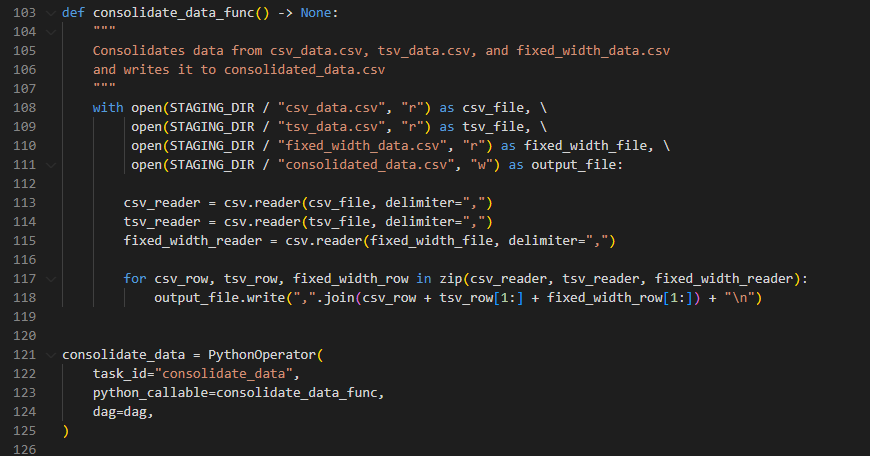 103 def consolidate_data_func() -> None:
104     """
105     Consolidates data from csv_data.csv, tsv_data.csv, and fixed_width_data.csv
106     and writes it to consolidated_data.csv
107     """
108     with open(STAGING_DIR / "csv_data.csv", "r") as csv_file, \
109          open(STAGING_DIR / "tsv_data.csv", "r") as tsv_file, \
110          open(STAGING_DIR / "fixed_width_data.csv", "r") as fixed_width_file, \
111          open(STAGING_DIR / "consolidated_data.csv", "w") as output_file:
112
113         csv_reader = csv.reader(csv_file, delimiter=",")
114         tsv_reader = csv.reader(tsv_file, delimiter=",")
115         fixed_width_reader = csv.reader(fixed_width_file, delimiter=",")
116
117         for csv_row, tsv_row, fixed_width_row in zip(csv_reader, tsv_reader, fixed_width_reader):
118             output_file.write(",".join(csv_row + tsv_row[1:] + fixed_width_row[1:]) + "\n")
119
120
121 consolidate_data = PythonOperator(
122     task_id="consolidate_data",
123     python_callable=consolidate_data_func,
124     dag=dag,
125 )
126